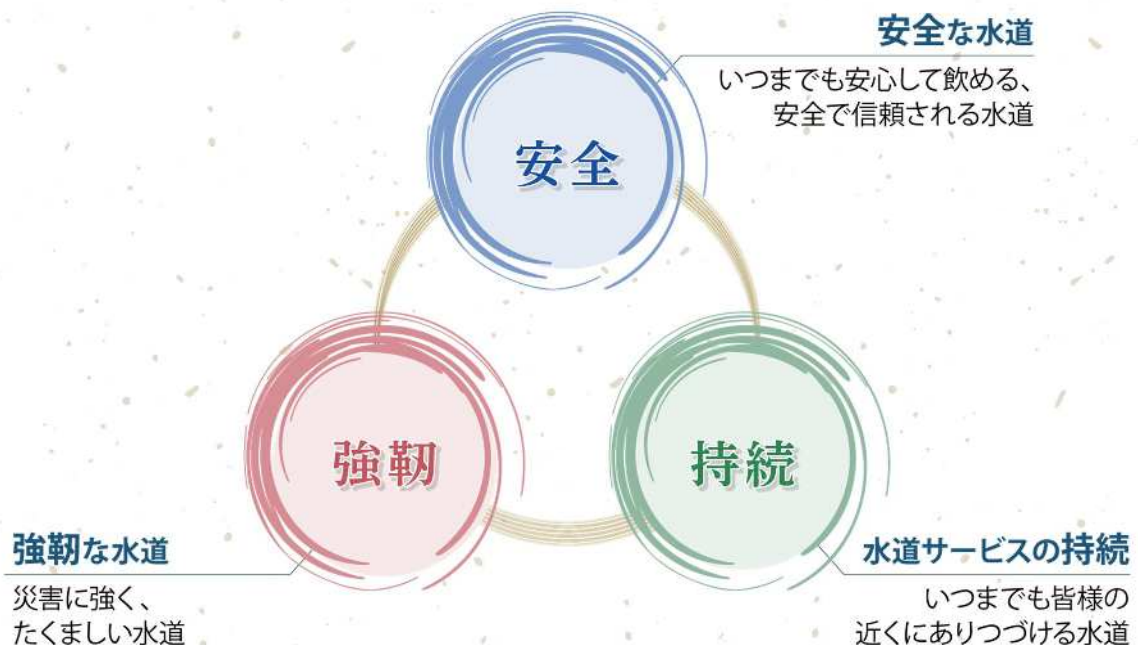 安全な水道
いつまでも安心して飲める、
安全で信頼される水道
安全
強靭
持続
強靭な水道
災害に強く、
たくましい水道
水道サービスの持続
いつまでも皆様の
近くにありつづける水道